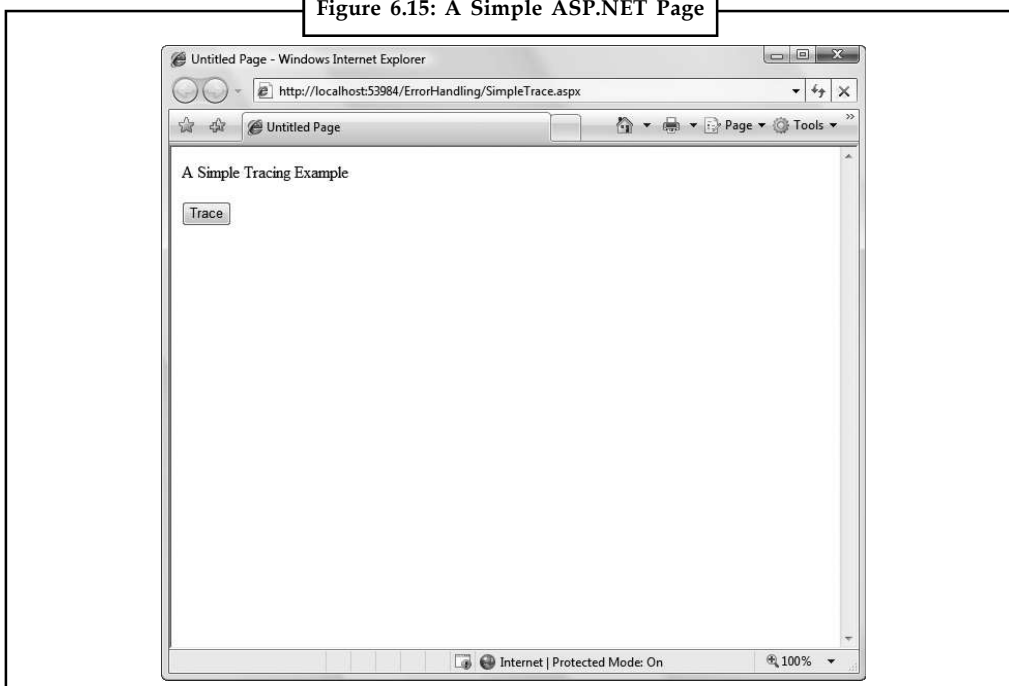 Figure 6.15: A Simple ASP.NET Page
Untitled Page - Windows Internet Explorer
http://localhost:53984/ErrorHandling/SimpleTrace.aspx
Untitled Page
Page
Tools
A Simple Tracing Example
Trace
Internet | Protected Mode: On
100%